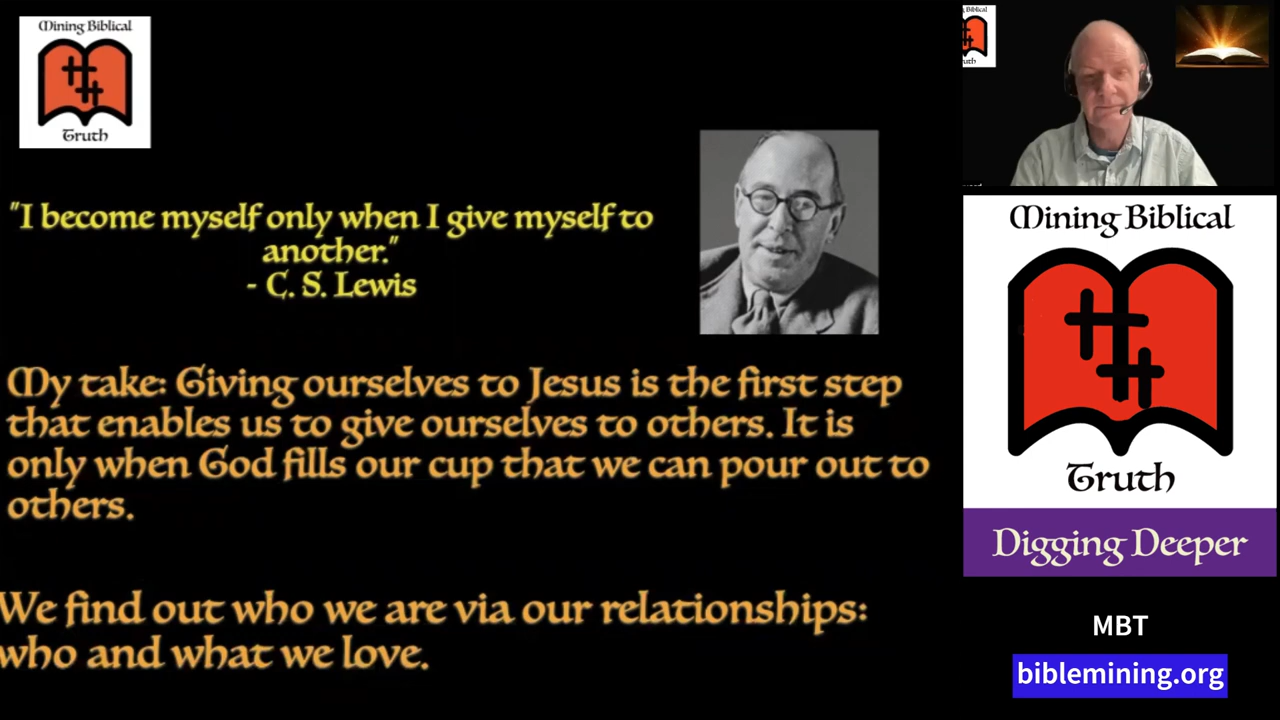 Mining Biblical
Truth
"I become myself only when I give myself to
another."
- C. S. Lewis
My take: Giving ourselves to Jesus is the first step
that enables us to give ourselves to others. It is
only when God fills our cup that we can pour out to
others.
We find out who we are via our relationships:
who and what we love.
Mining Biblical
Truth
Digging Deeper
MBT
biblemining.org